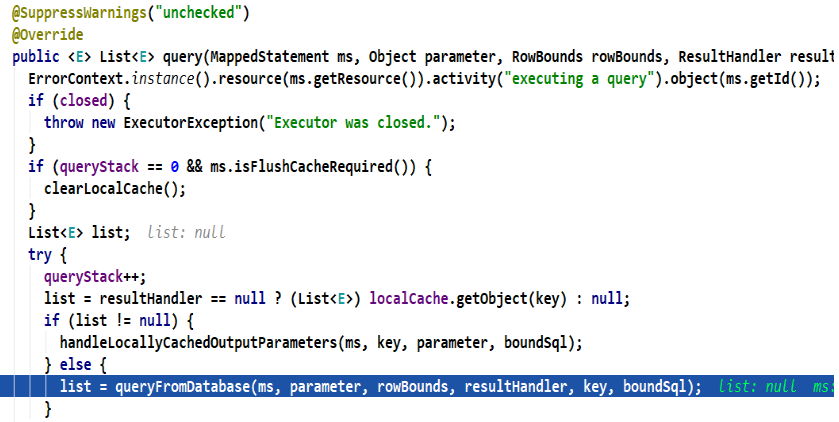 @SuppressWarnings("unchecked")
@Override
public <E> List<E> query(MappedStatement ms, Object parameter, RowBounds rowBounds, ResultHandler result
ErrorContext.instance().resource(ms.getResource()).activity("executing a query").object(ms.getId());
if (closed) {
throw new ExecutorException("Executor was closed.");
}
if (queryStack == 0 && ms.isFlushCacheRequired()) {
clearLocalCache();
}
List<E> list;  list: null
try {
queryStack++;
list = resultHandler == null ? (List<E>) localCache.getObject(key) : null;
if (list != null) {
handleLocallyCachedOutputParameters(ms, key, parameter, boundSql);
} else {
list = queryFromDatabase(ms, parameter, rowBounds, resultHandler, key, boundSql);  list: null  ms:
}